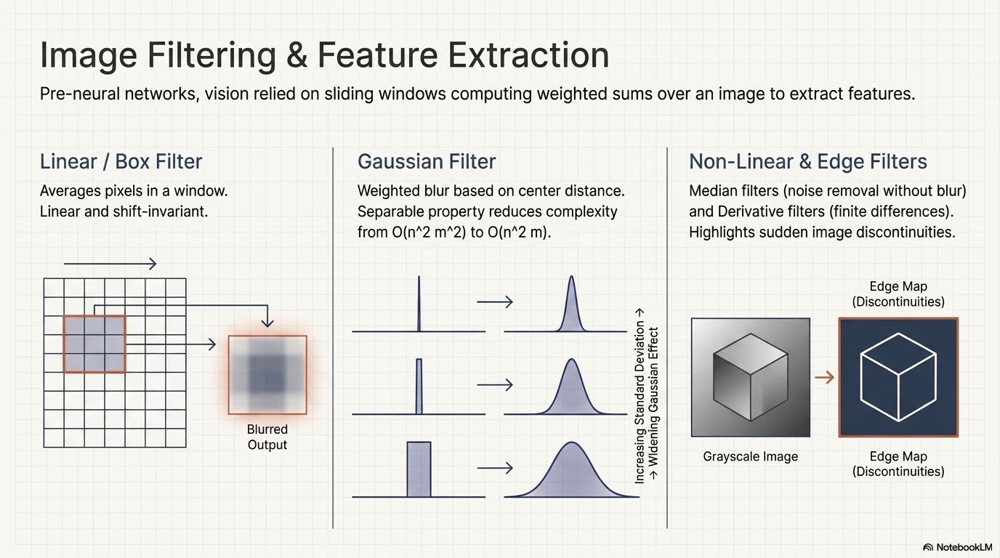 Image Filtering & Feature Extraction
Pre-neural networks, vision relied on sliding windows computing weighted sums over an image to extract features.
Linear / Box Filter
Averages pixels in a window.
Linear and shift-invariant.
Blurred
Output
Gaussian Filter
Weighted blur based on center distance.
Separable property reduces complexity
from O(n^2 m^2) to O(n^2 m).
Increasing Standard Deviation →
→ Widening Gaussian Effect
Non-Linear & Edge Filters
Median filters (noise removal without blur)
and Derivative filters (finite differences).
Highlights sudden image discontinuities.
Edge Map
(Discontinuities)
Grayscale Image
Edge Map
(Discontinuities)
NotebookLM